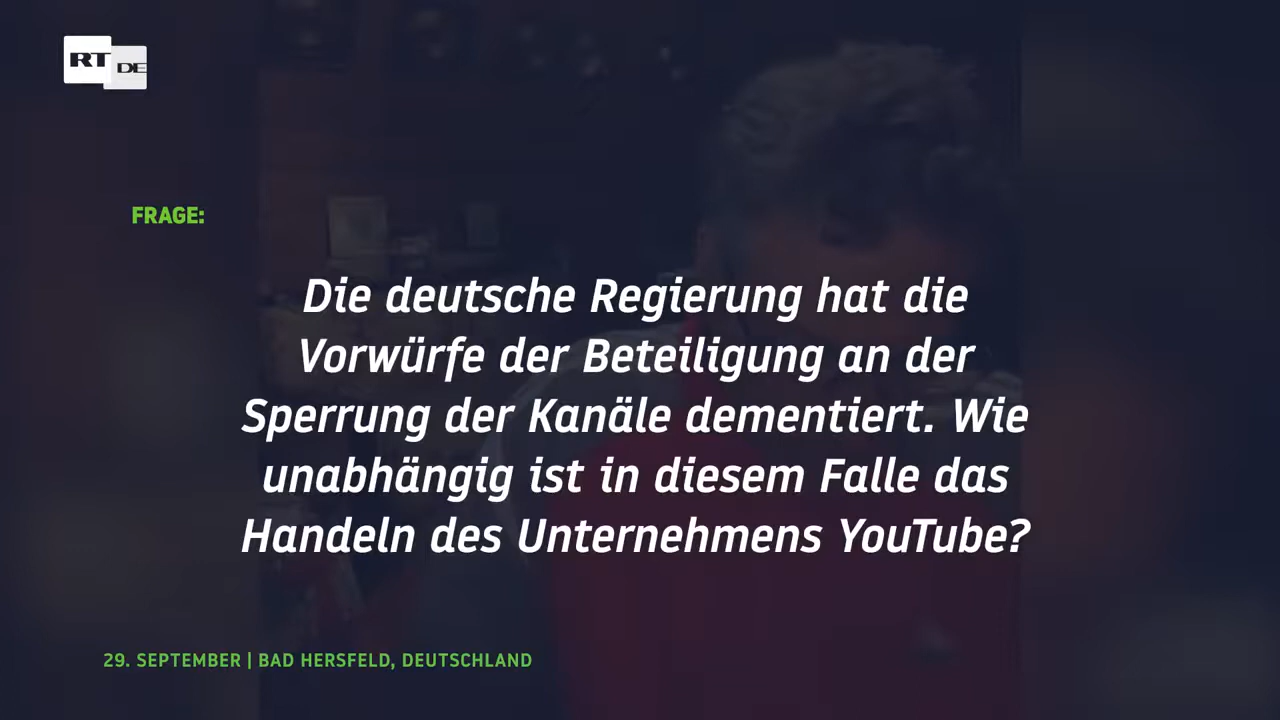 RT DE
FRAGE:
Die deutsche Regierung hat die
Vorwürfe der Beteiligung an der
Sperrung der Kanäle dementiert. Wie
unabhängig ist in diesem Falle das
Handeln des Unternehmens YouTube?
29. SEPTEMBER | BAD HERSFELD, DEUTSCHLAND